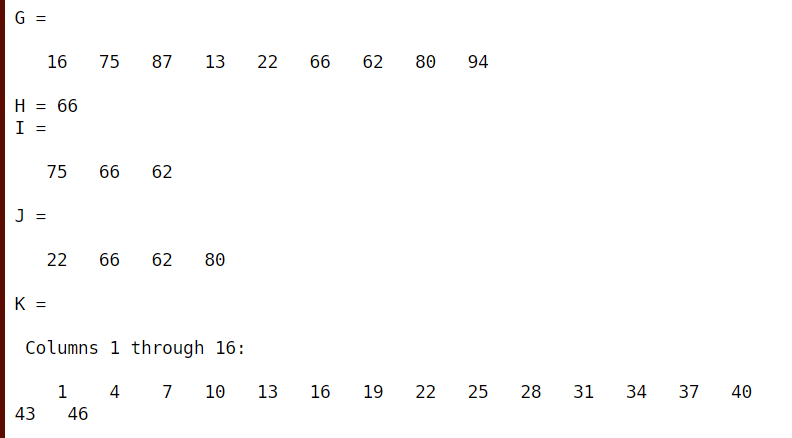 G =
16 75 87 13 22 66 62 80 94
H = 66
I =
75 66 62
J =
22 66 62 80
K =
Columns 1 through 16:
1 4 7 10 13 16 19 22 25 28 31 34 37 40
43 46